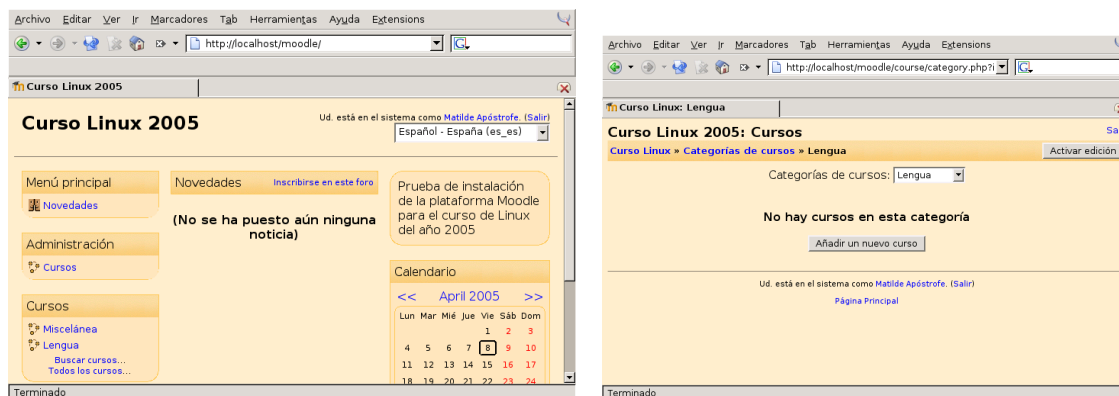 Archivo Editar Ver Ir Marcadores Tab Herramientas Ayuda Extensions
http://localhost/moodle/
G.
Curso Linux 2005
Curso Linux 2005
Ud. está en el sistema como Matilde Apóstrofe. (Salir)
Español - España (es_es)
Menú principal
Novedades
Administración
Cursos
Cursos
Miscelánea
Lengua
Buscar cursos...
Todos los cursos...
Novedades Inscribirse en este foro
(No se ha puesto aún ninguna
noticia)
Prueba de instalación
de la plataforma Moodle
para el curso de Linux
del año 2005
Calendario
<< April 2005 >>
Lun Mar Mié Jue Vie Sáb Dom
1 2 3
4 5 6 7 8 9 10
11 12 13 14 15 16 17
18 19 20 21 22 23 24
Terminado
Archivo Editar Ver Ir Marcadores Tab Herramientas Ayuda Extensions
http://localhost/moodle/course/category.php?i
G.
Curso Linux: Lengua
Curso Linux 2005: Cursos
Sa
Curso Linux » Categorías de cursos » Lengua
Activar edición
Categorías de cursos: Lengua
No hay cursos en esta categoría
Añadir un nuevo curso
Ud. está en el sistema como Matilde Apóstrofe. (Salir)
Página Principal
Terminado